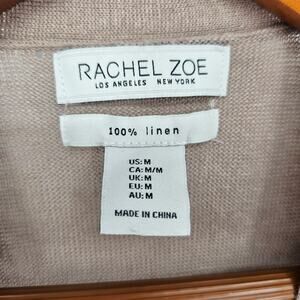 RACHEL ZOE
LOS ANGELES NEW YORK
100% linen
US:M
CA:M/M
UK:M
EU:M
AU:M
MADE IN CHINA